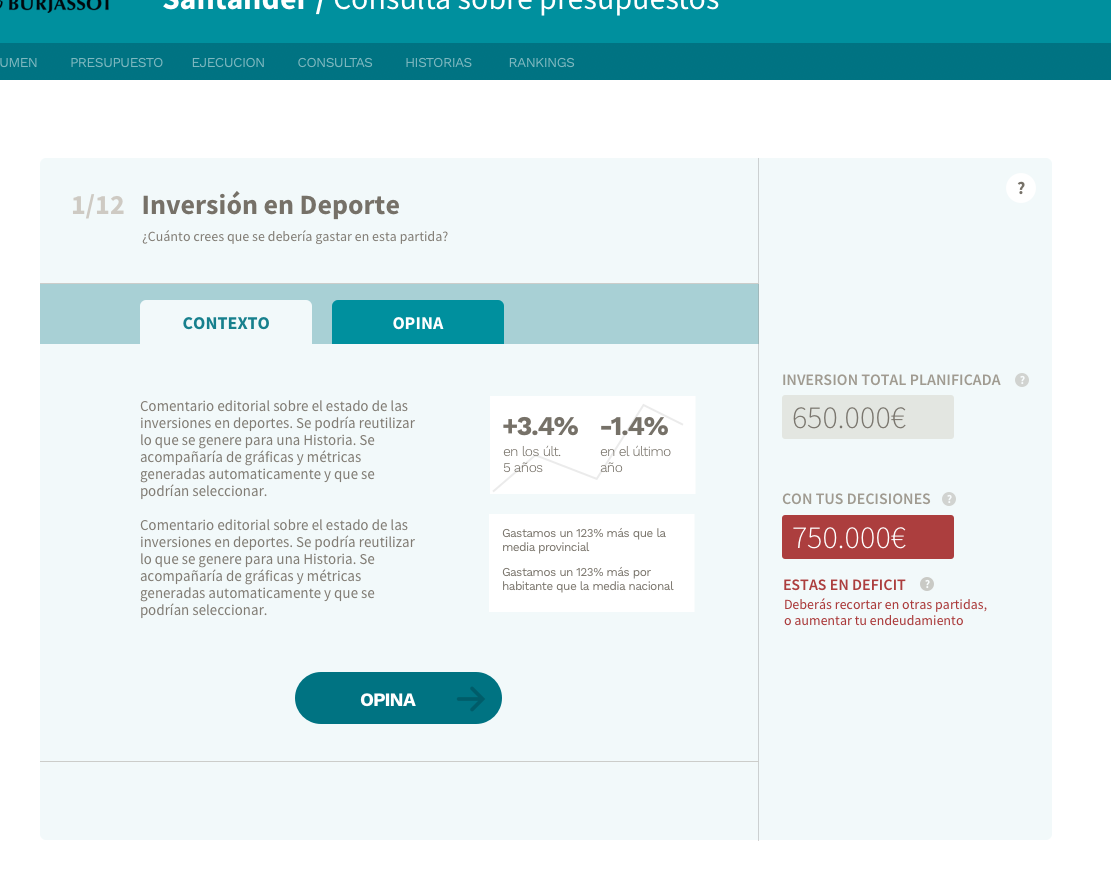 BURJASSOT
Santander / Consulta sobre presupuestos
UMEN PRESUPUESTO EJECUCION CONSULTAS HISTORIAS RANKINGS
?
1/12 Inversión en Deporte
¿Cuánto crees que se debería gastar en esta partida?
CONTEXTO OPINA
Comentario editorial sobre el estado de las
inversiones en deportes. Se podría reutilizar
lo que se genere para una Historia. Se
acompañaría de gráficas y métricas
generadas automaticamente y que se
podrían seleccionar.
Comentario editorial sobre el estado de las
inversiones en deportes. Se podría reutilizar
lo que se genere para una Historia. Se
acompañaría de gráficas y métricas
generadas automaticamente y que se
podrían seleccionar.
+3.4%
en los últ.
5 años
-1.4%
en el último
año
Gastamos un 123% más que la
media provincial
Gastamos un 123% más por
habitante que la media nacional
OPINA
INVERSION TOTAL PLANIFICADA ?
650.000€
CON TUS DECISIONES ?
750.000€
ESTAS EN DEFICIT ?
Deberás recortar en otras partidas,
o aumentar tu endeudamiento